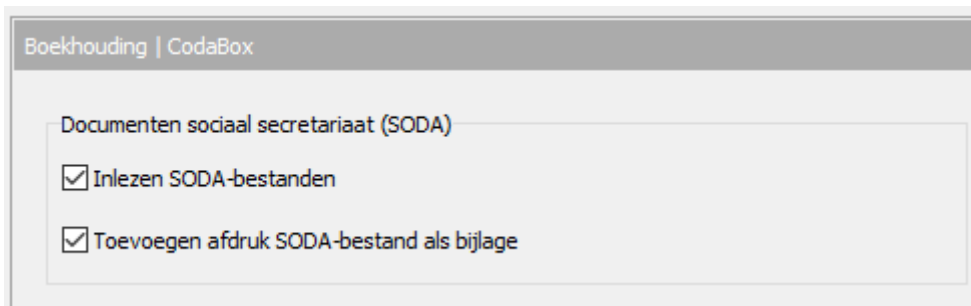 Boekhouding | CodaBox
Documenten sociaal secretariaat (SODA)
Inlezen SODA-bestanden
Toevoegen afdruk SODA-bestand als bijlage